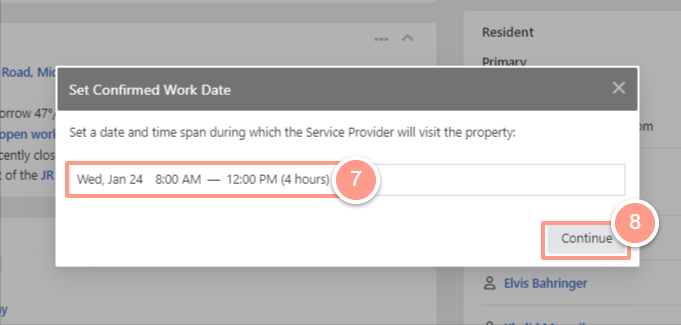 Resident
Primary
Road, Mic
Set Confirmed Work Date
orrow 47°/
open work
cently clos
t of the JR
Set a date and time span during which the Service Provider will visit the property:
om
Wed, Jan 24 8:00 AM — 12:00 PM (4 hours)
7
8
Continue
Elvis Bahringer
y